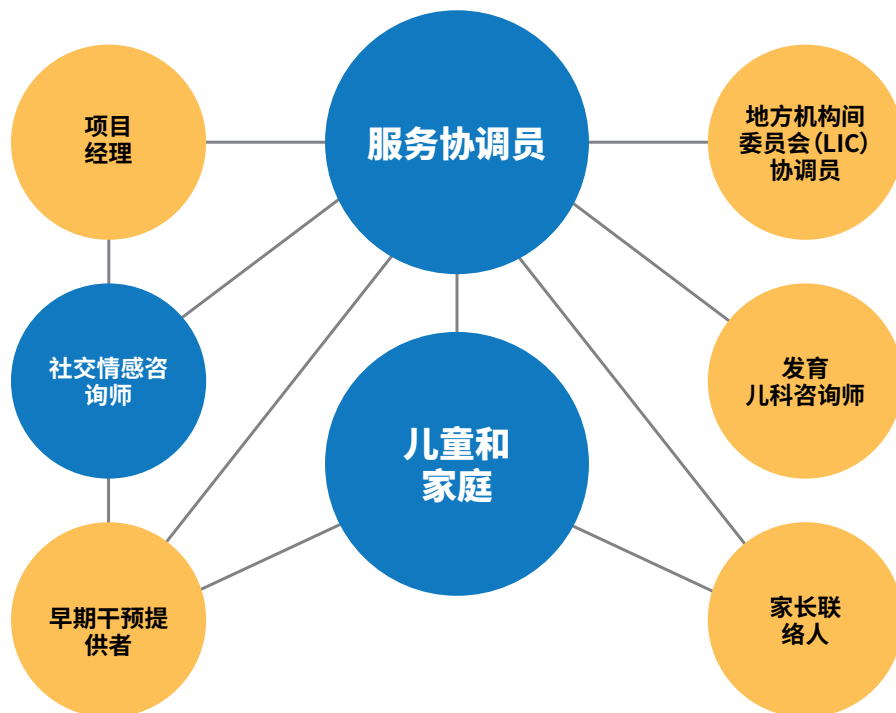 项目
经理
服务协调员
地方机构间
委员会(LIC)
协调员
社交情感咨
询师
儿童和
家庭
发育
儿科咨询师
早期干预提
供者
家长联
络人